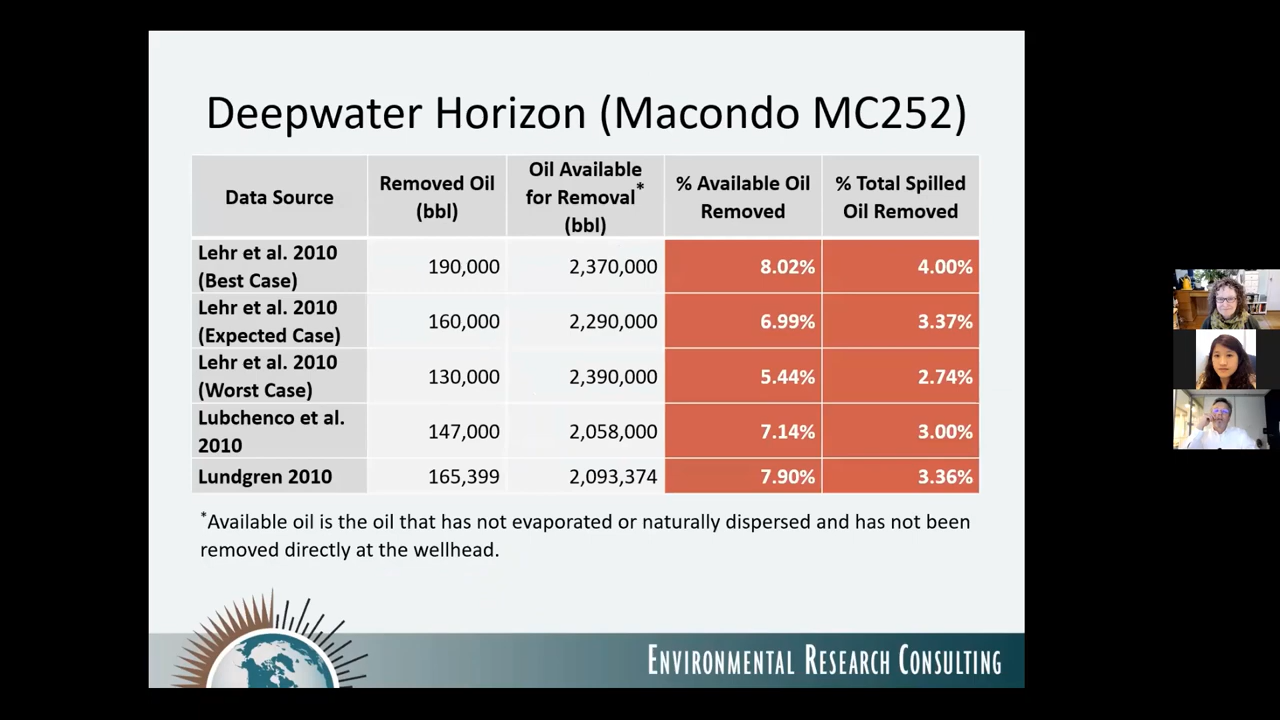 Deepwater Horizon (Macondo MC252)
Data Source
Removed Oil
(bbl)
Oil Available
for Removal*
(bbl)
% Available Oil
Removed
% Total Spilled
Oil Removed
Lehr et al. 2010
(Best Case)
190,000
2,370,000
8.02%
4.00%
Lehr et al. 2010
(Expected Case)
160,000
2,290,000
6.99%
3.37%
Lehr et al. 2010
(Worst Case)
130,000
2,390,000
5.44%
2.74%
Lubchenco et al.
2010
147,000
2,058,000
7.14%
3.00%
Lundgren 2010
165,399
2,093,374
7.90%
3.36%
*Available oil is the oil that has not evaporated or naturally dispersed and has not been
removed directly at the wellhead.
ENVIRONMENTAL RESEARCH CONSULTING